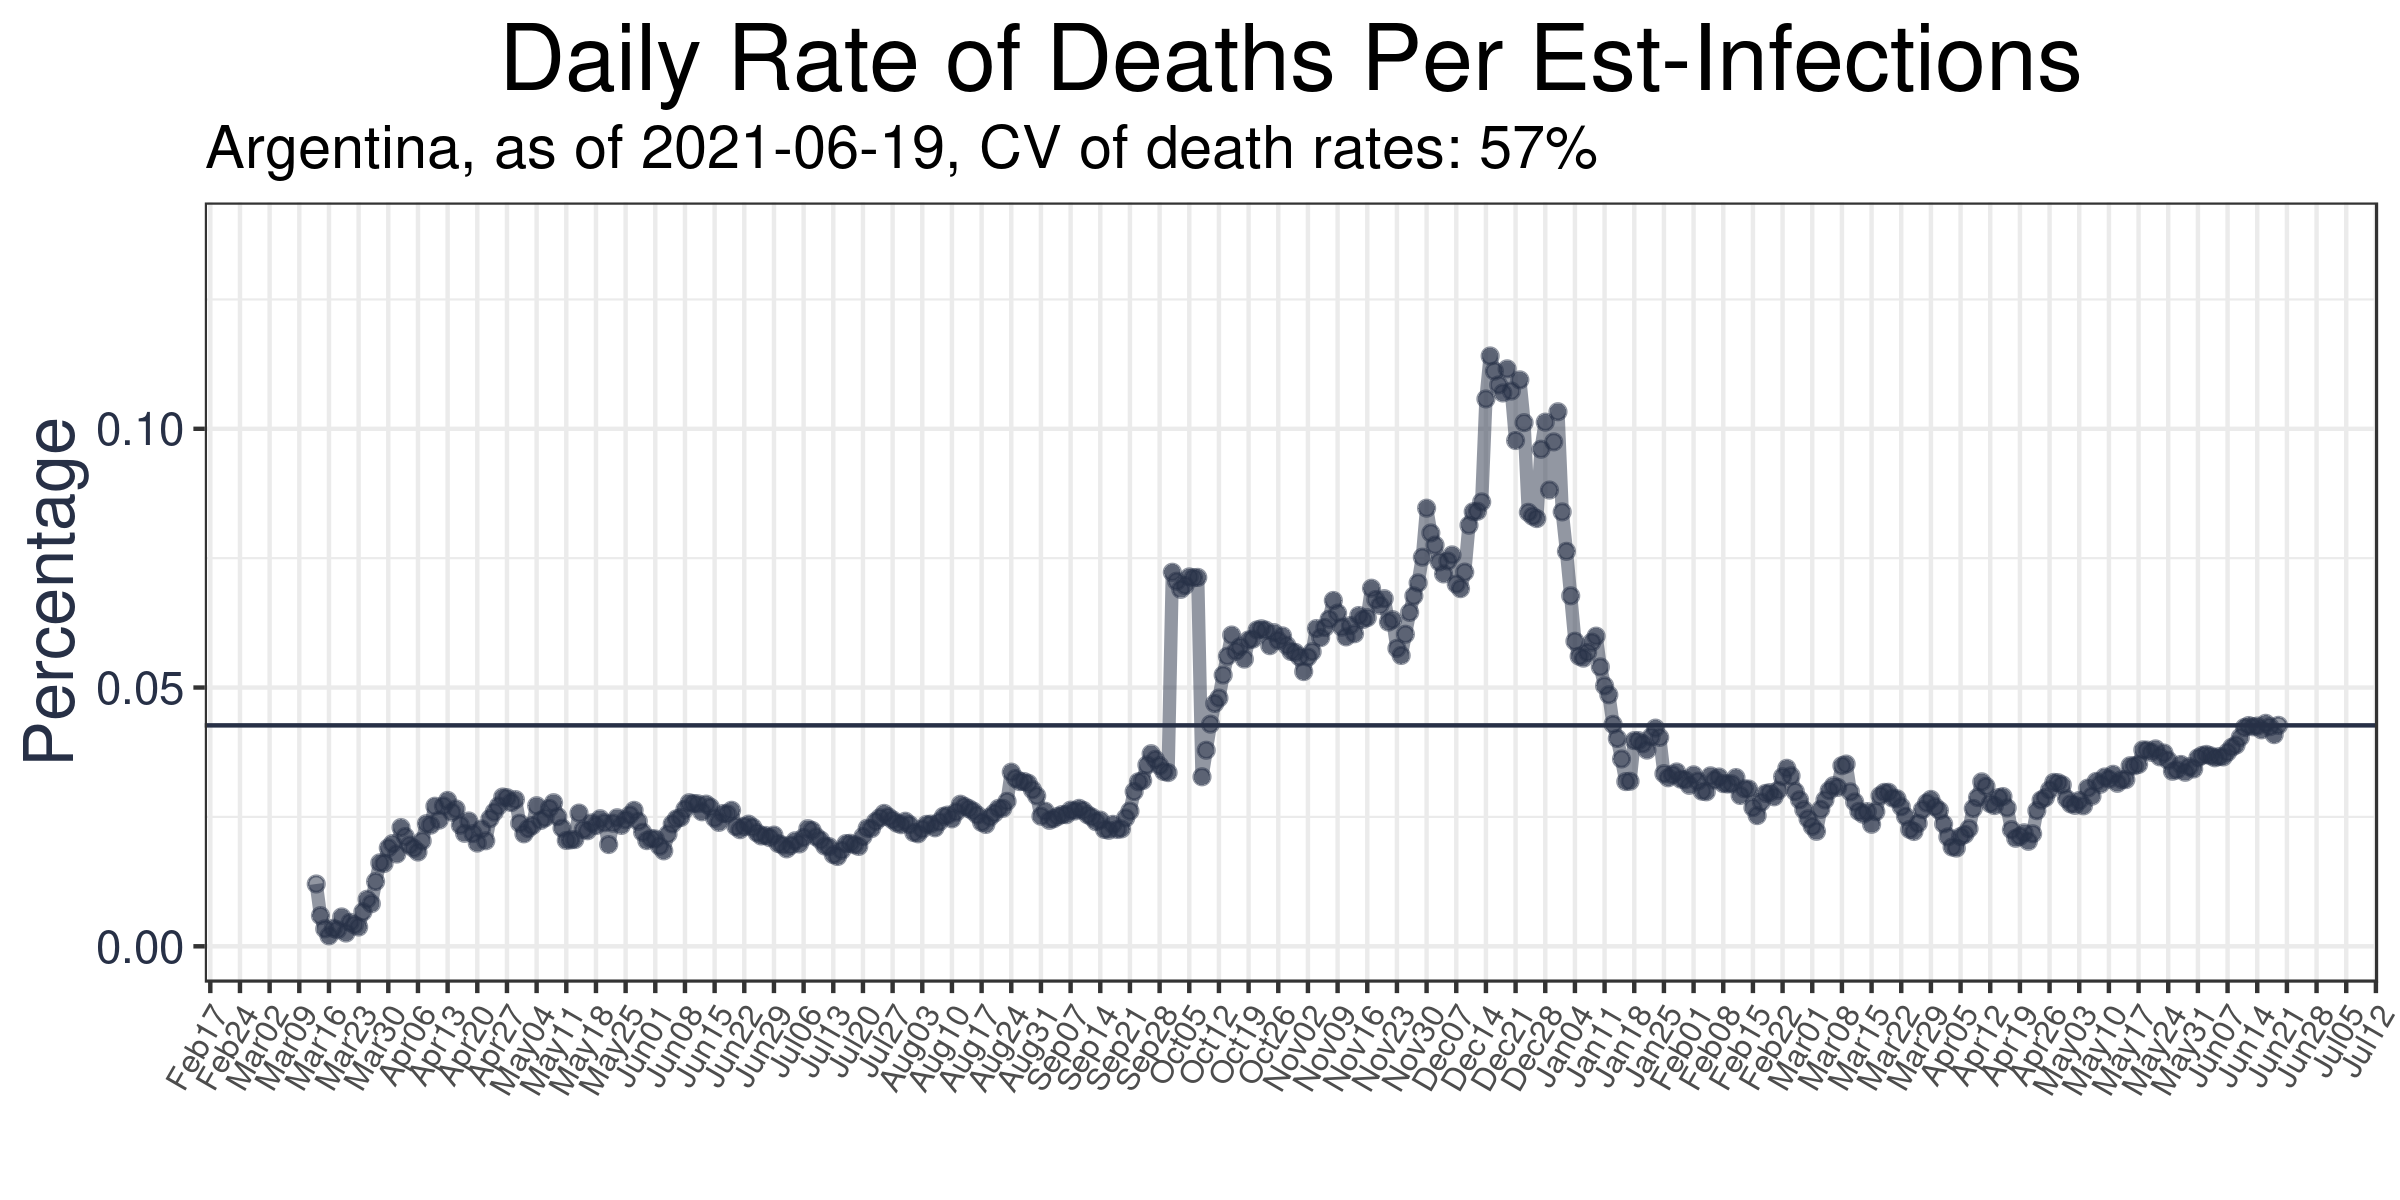 Daily Rate of Deaths Per Est-Infections
Argentina, as of 2021-06-19, CV of death rates: 57%
Percentage
0.10
0.05
0.00
Feb17
Feb24
Mar02
Mar09
Mar16
Mar23
Mar30
Apr06
Apr13
Apr20
Apr27
May04
May11
May18
May25
Jun01
Jun08
Jun15
Jun22
Jun29
Jul06
Jul13
Jul20
Jul27
Aug03
Aug10
Aug17
Aug24
Aug31
Sep07
Sep14
Sep21
Sep28
Oct05
Oct12
Oct19
Oct26
Nov02
Nov09
Nov16
Nov23
Nov30
Dec07
Dec14
Dec21
Dec28
Jan04
Jan11
Jan18
Jan25
Feb01
Feb08
Feb15
Feb22
Mar01
Mar08
Mar15
Mar22
Mar29
Apr05
Apr12
Apr19
Apr26
May03
May10
May17
May24
May31
Jun07
Jun14
Jun21
Jun28
Jul05
Jul12